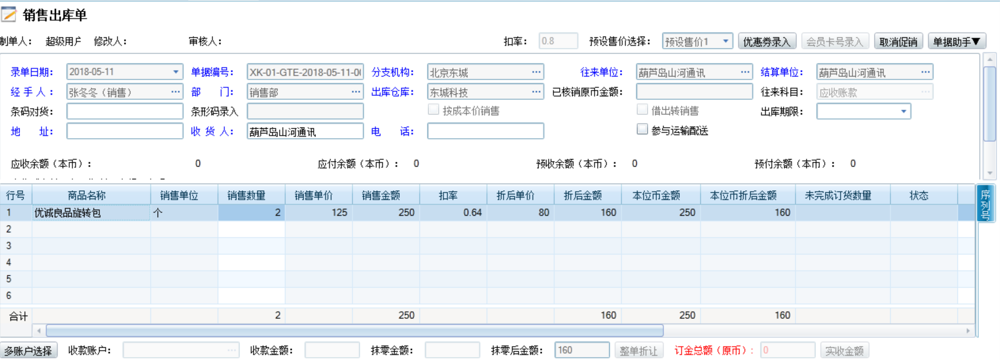 销售出库单
制单人： 超级用户 修改人： 审核人： 扣率： 0.8 预设售价选择： 预设售价1 优惠券录入 会员卡号录入 取消促销 单据助手▼
录单日期： 2018-05-11 单据编号： XK-01-GTE-2018-05-11-0 分支机构： 北京东城 ··· 往来单位： 葫芦岛山河通讯 ··· 结算单位： 葫芦岛山河通讯 ···
经手人： 张冬冬（销售） ··· 部 门： 销售部 ··· 出库仓库： 东城科技 ··· 已核销原币金额： 往来科目： 应收账款 ···
条码对货： 条形码录入 按成本价销售 借出转销售 出库期限：
地 址： 收货人： 葫芦岛山河通讯 电 话： 参与运输配送
应收余额（本币）： 0 应付余额（本币）： 0 预收余额（本币）： 0 预付余额（本币）： 0
行号 商品名称 销售单位 销售数量 销售单价 销售金额 扣率 折后单价 折后金额 本位币金额 本位币折后金额 未完成订货数量 状态 序列号
1 优诚良品旋转包 个 2 125 250 0.64 80 160 250 160
2
3
4
5
6
合计 2 250 160 250 160
多账户选择 收款账户： ··· 收款金额： 抹零金额： 抹零后金额： 160 整单折让 订金总额（原币）： 0 实收金额